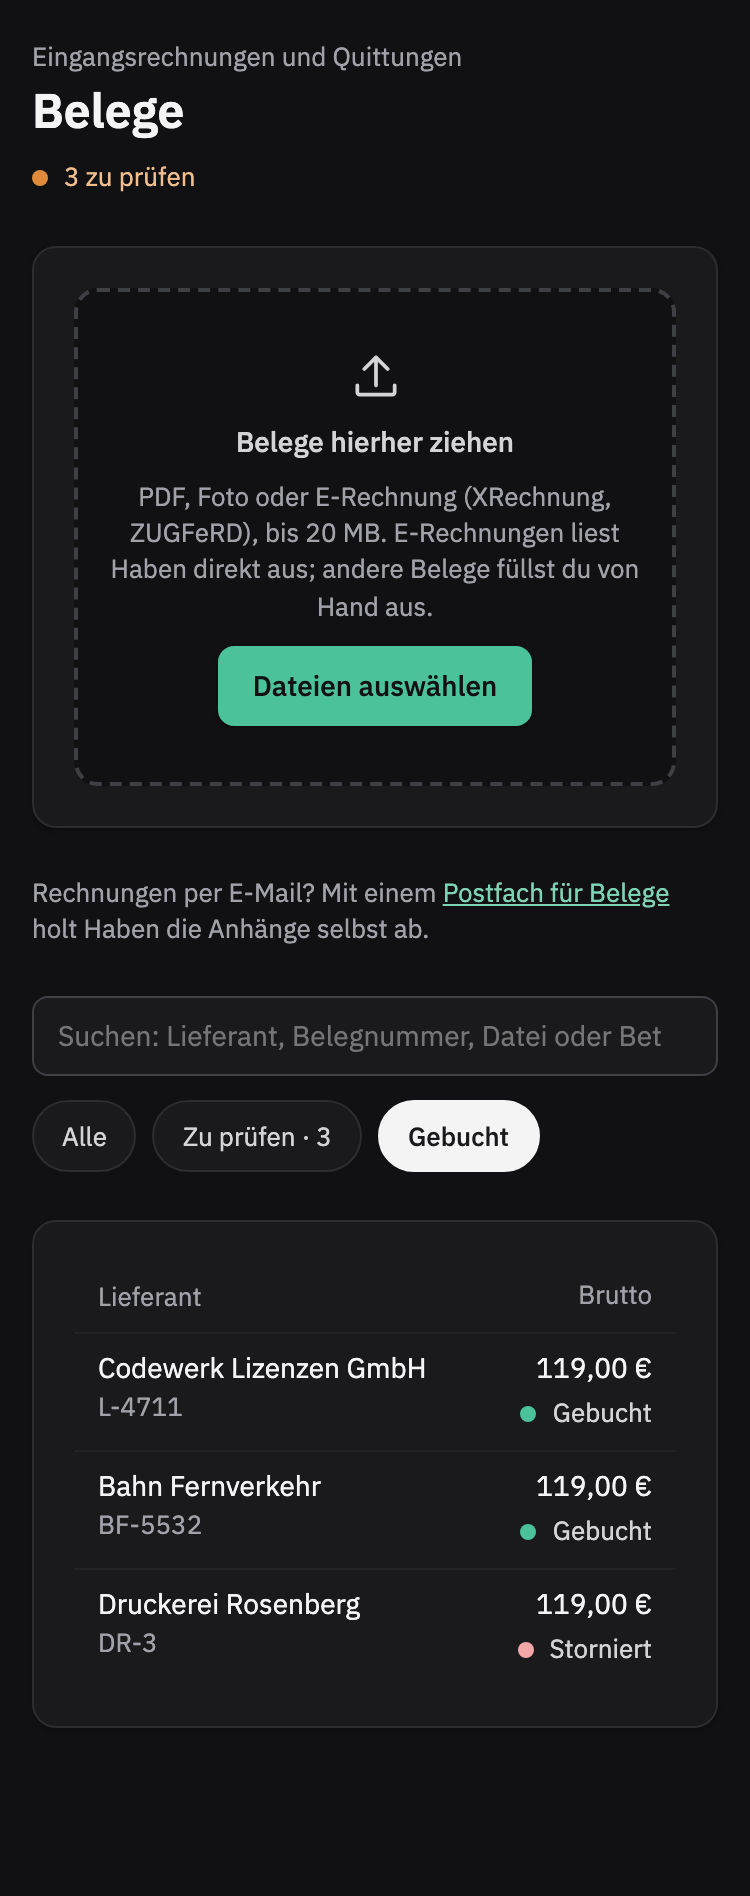 Eingangsrechnungen und Quittungen
Belege
3 zu prüfen
Belege hierher ziehen
PDF, Foto oder E-Rechnung (XRechnung,
ZUGFeRD), bis 20 MB. E-Rechnungen liest
Haben direkt aus; andere Belege füllst du von
Hand aus.
Dateien auswählen
Rechnungen per E-Mail? Mit einem Postfach für Belege
holt Haben die Anhänge selbst ab.
Suchen: Lieferant, Belegnummer, Datei oder Bet
Alle
Zu prüfen · 3
Gebucht
Lieferant Brutto
Codewerk Lizenzen GmbH 119,00 €
L-4711 Gebucht
Bahn Fernverkehr 119,00 €
BF-5532 Gebucht
Druckerei Rosenberg 119,00 €
DR-3 Storniert